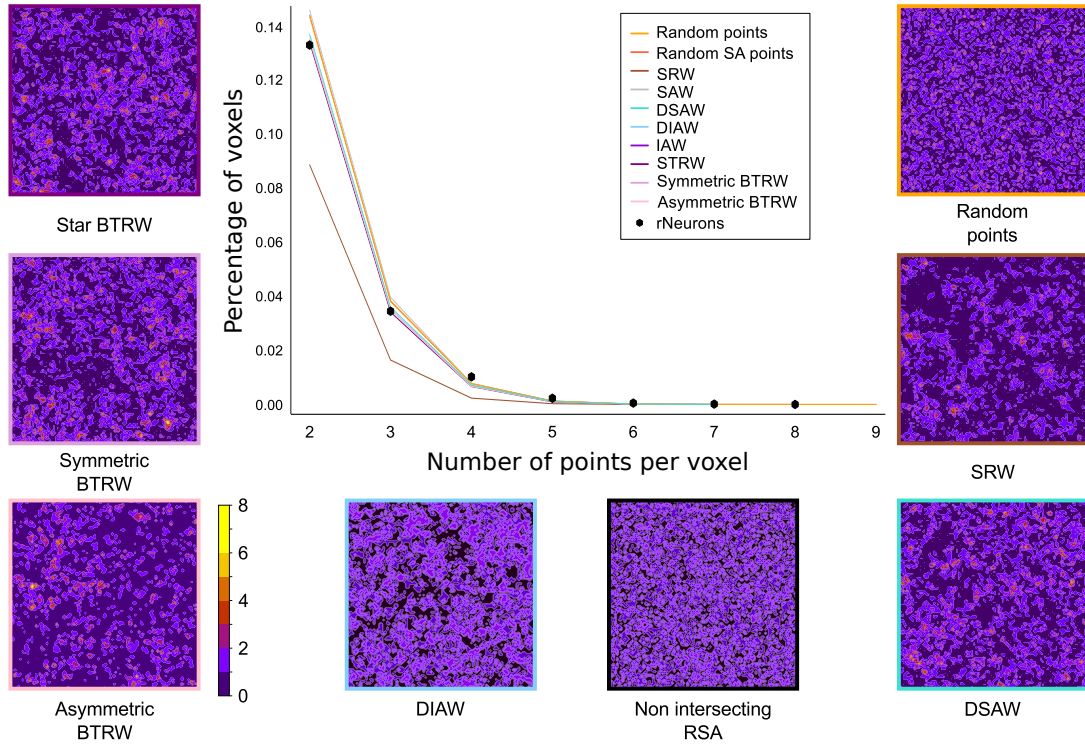 Star BTRW
Symmetric
BTRW
Asymmetric
BTRW
8
6
4
2
0
Percentage of voxels
0.14
0.12
0.10
0.08
0.06
0.04
0.02
0.00
2 3 4 5 6 7 8 9
Number of points per voxel
Random points
Random SA points
SRW
SAW
DSAW
DIAW
IAW
STRW
Symmetric BTRW
Asymmetric BTRW
rNeurons
DIAW
Non intersecting
RSA
Random
points
SRW
DSAW